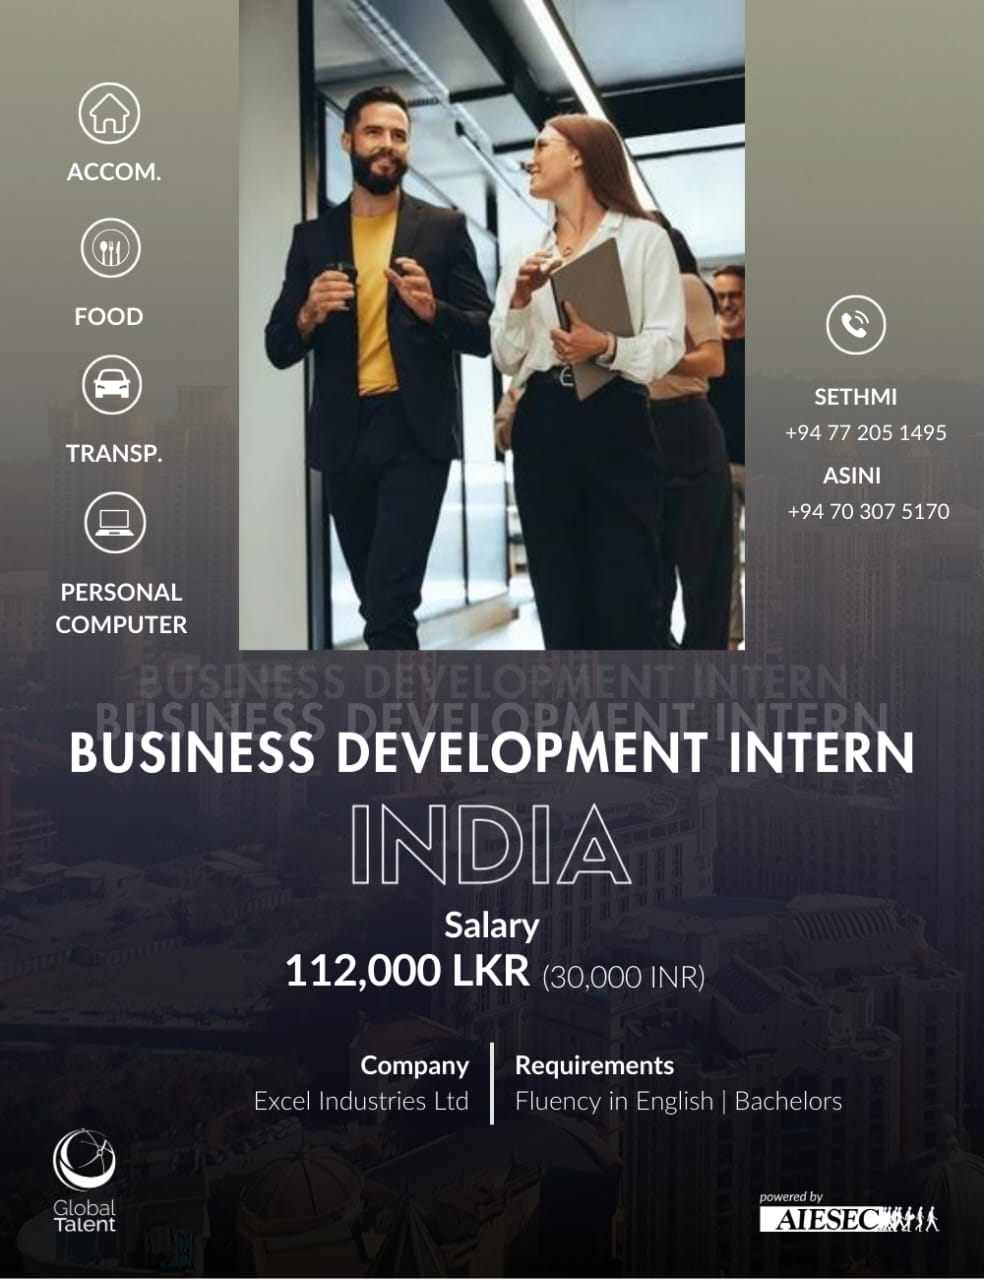 ACCOM.
FOOD
TRANSP.
PERSONAL
COMPUTER
SETHMI
+94 77 205 1495
ASINI
+94 70 307 5170
BUSINESS DEVELOPMENT INTERN
BUSINESS DEVELOPMENT INTERN
BUSINESS DEVELOPMENT INTERN
INDIA
Salary
112,000 LKR (30,000 INR)
Company
Excel Industries Ltd
Requirements
Fluency in English | Bachelors
Global
Talent
powered by
AIESEC